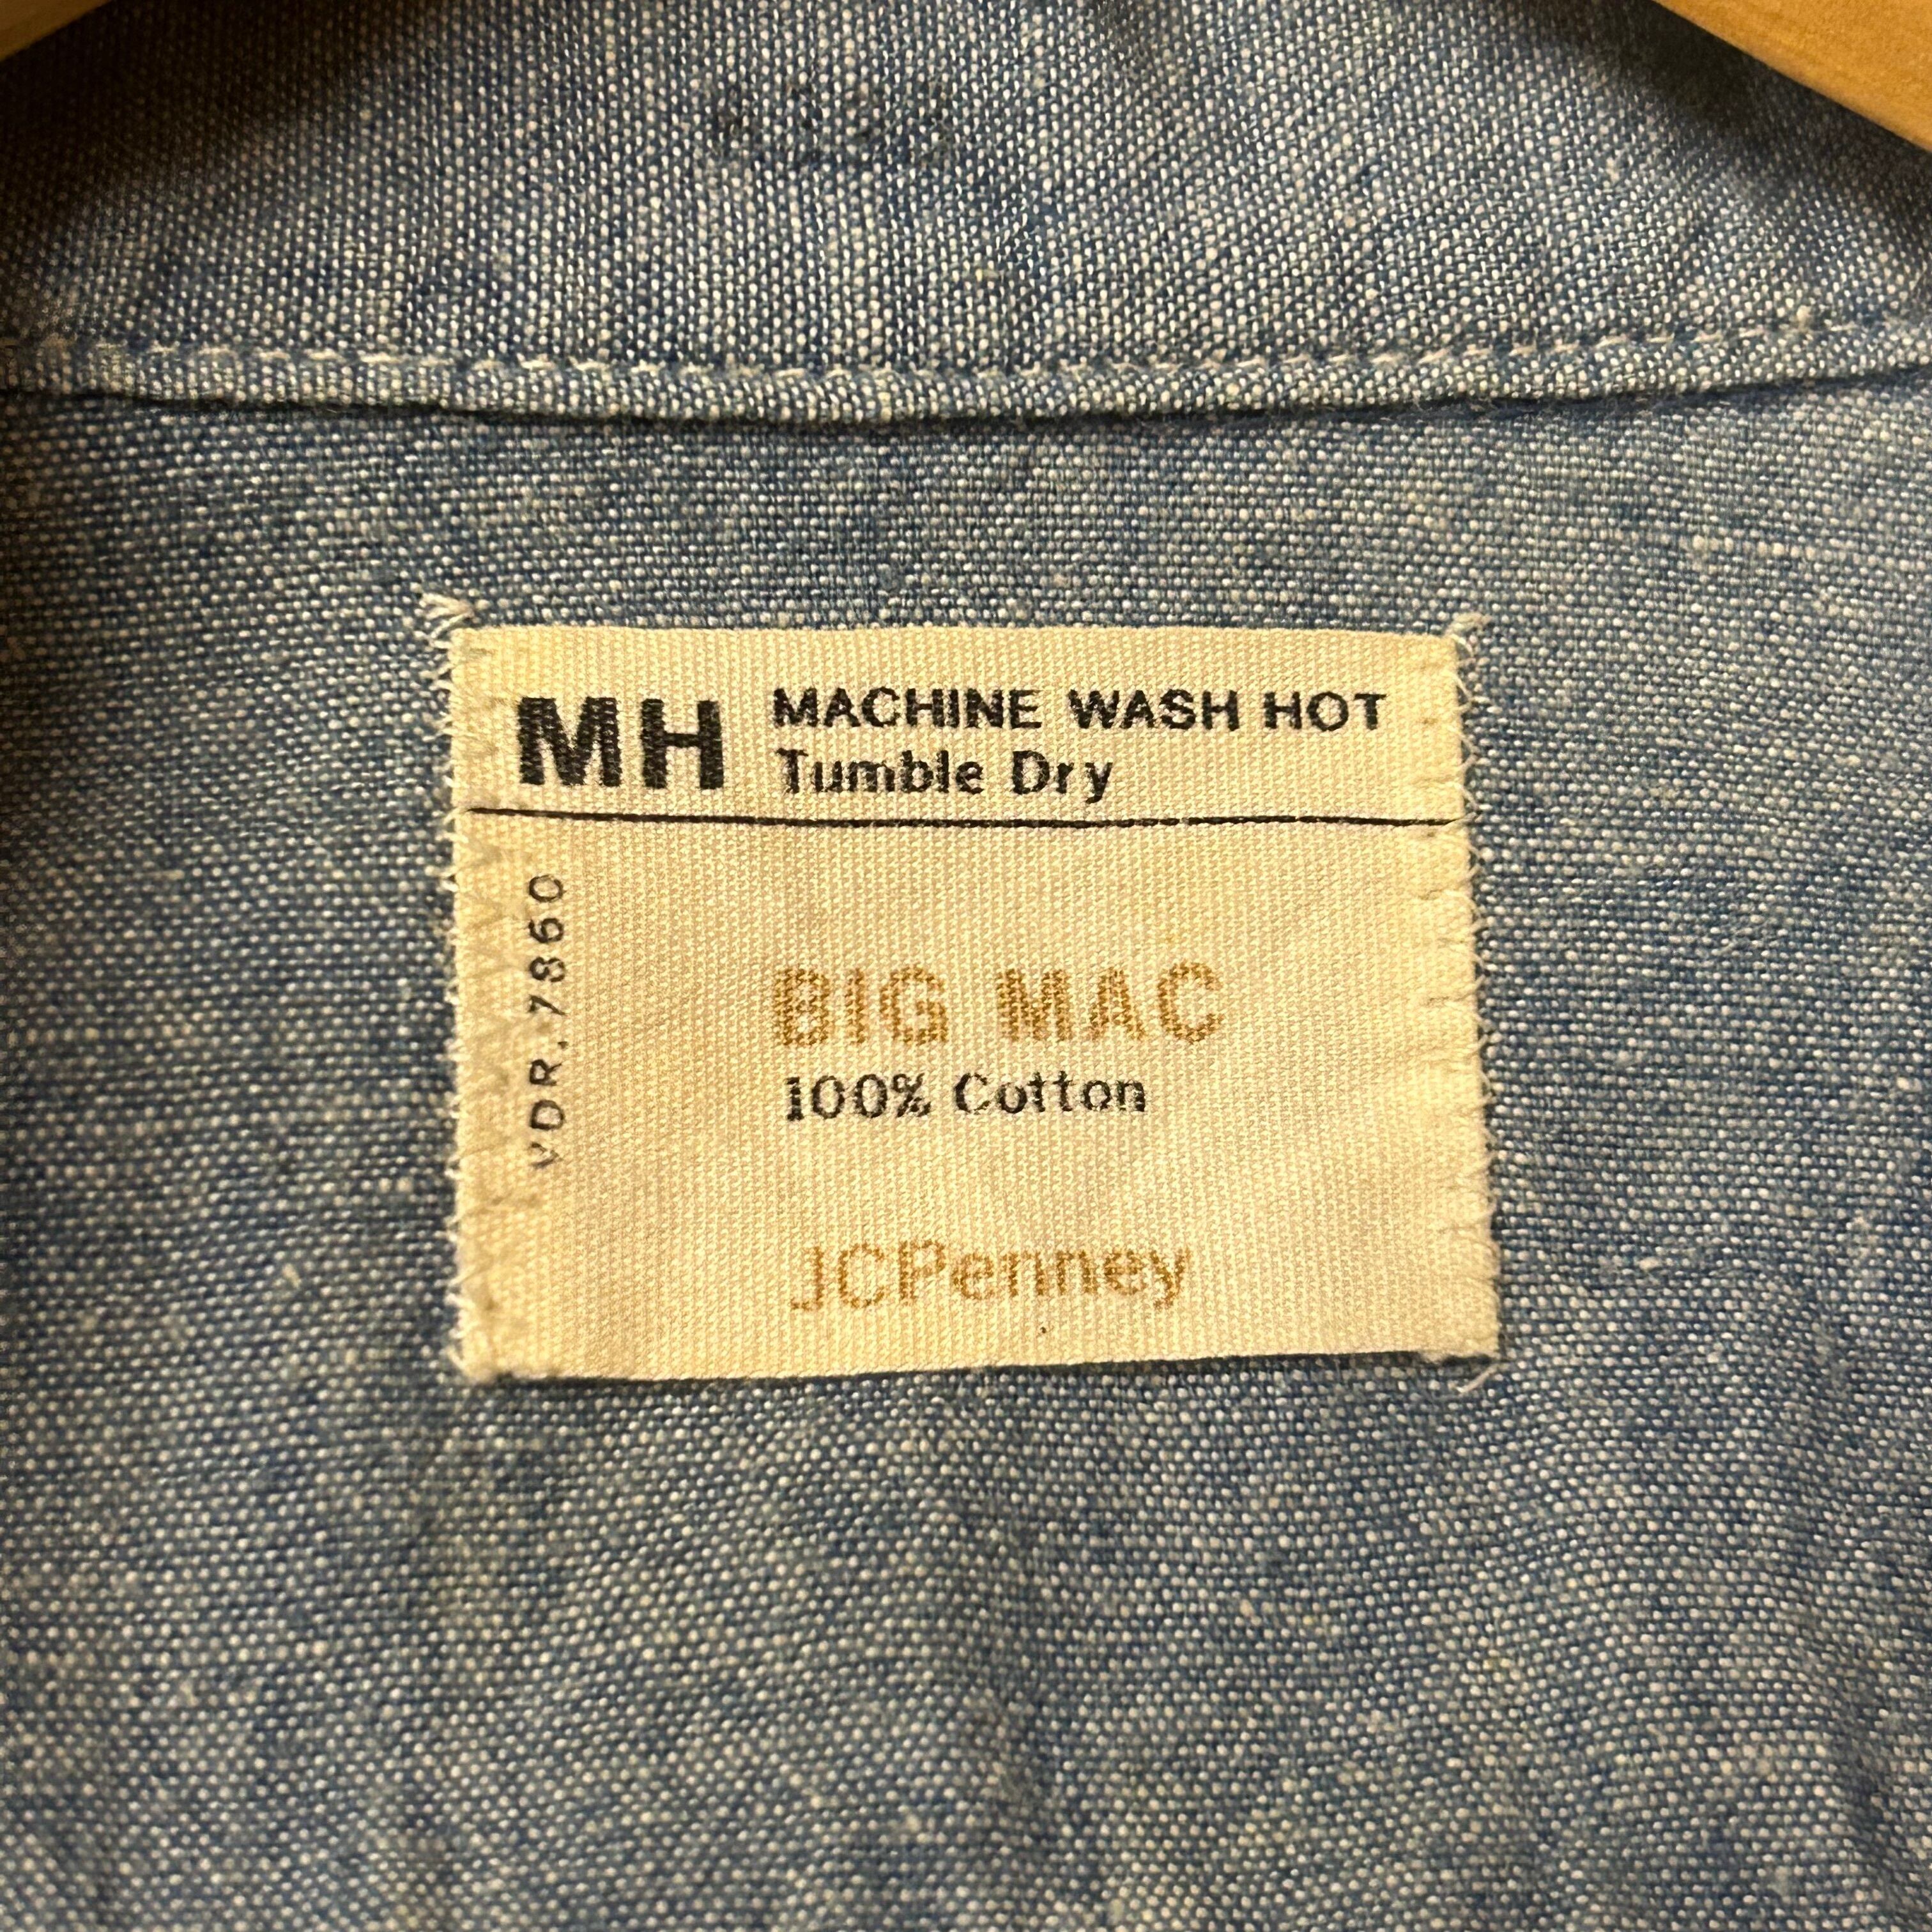 MH
MACHINE WASH HOT
Tumble Dry
VDR. 7860
BIG MAC
100% Cotton
JCPenney